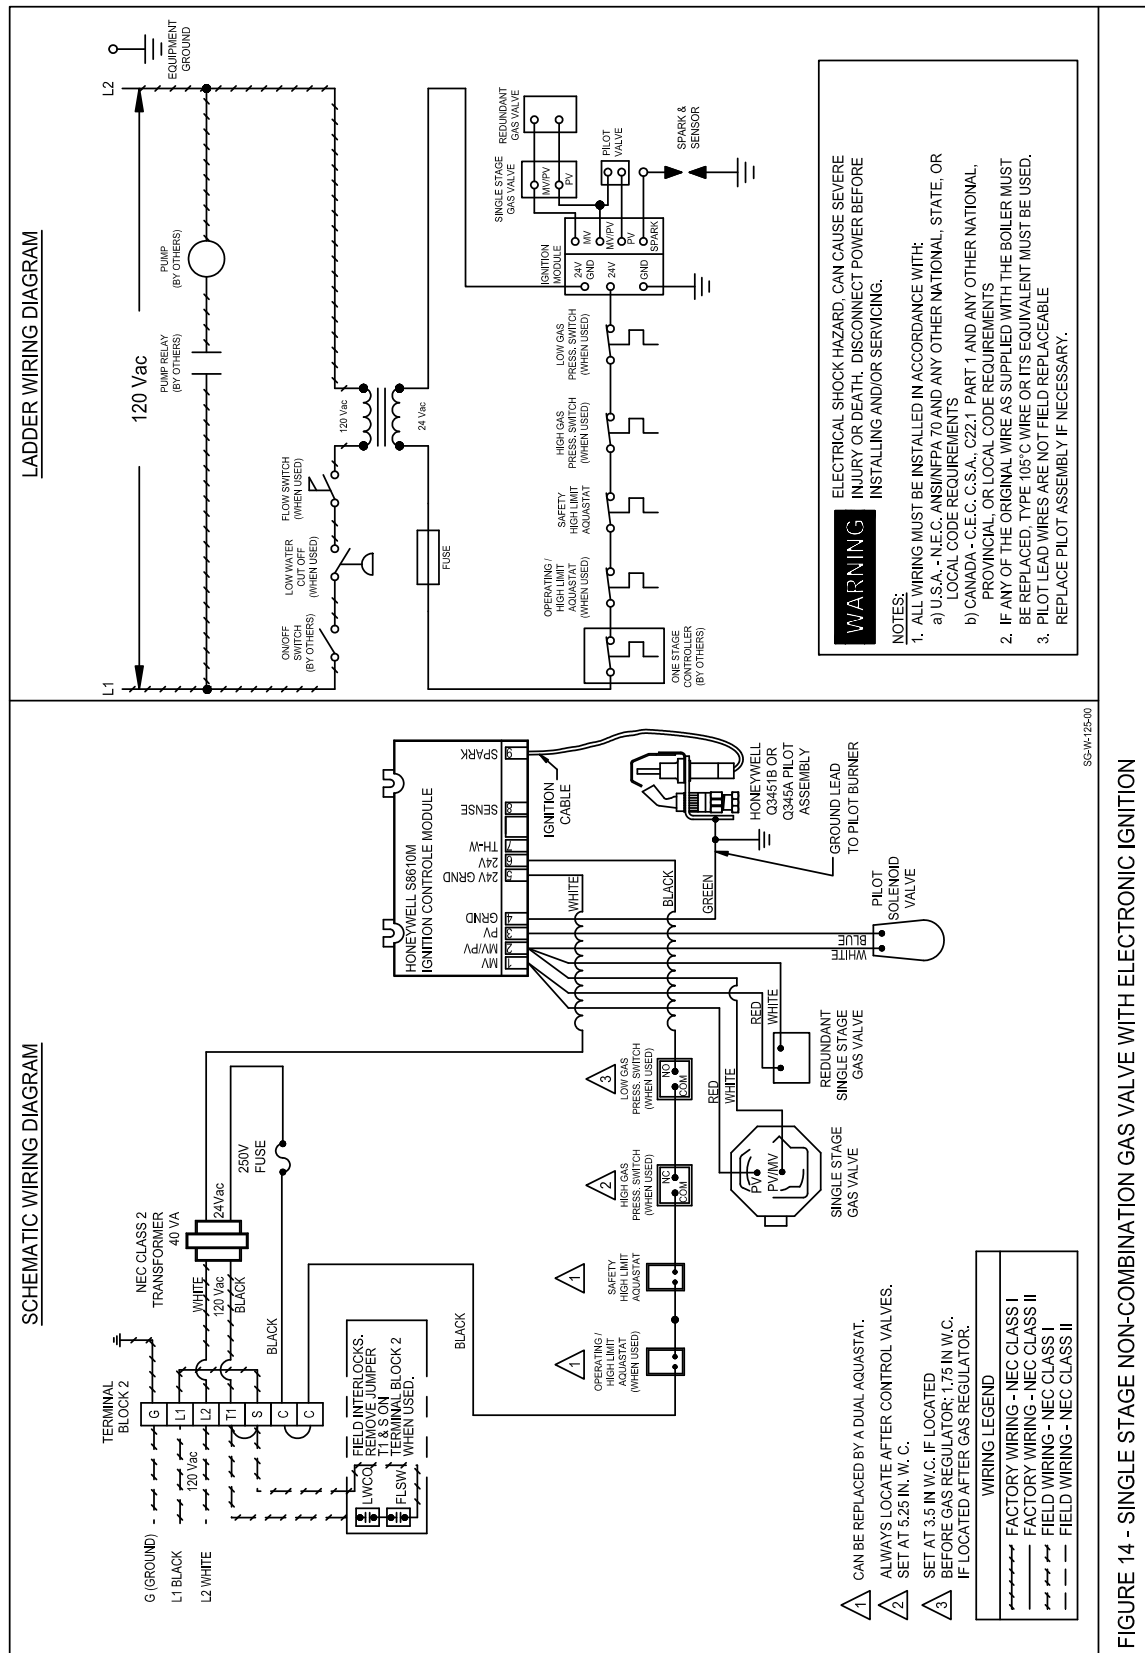 SCHEMATIC WIRING DIAGRAM
TERMINAL
BLOCK 2
G
L1
L2
T1
S
C
C
G (GROUND)
L1 BLACK
L2 WHITE
120 Vac
NEC CLASS 2
TRANSFORMER
40 VA
WHITE
120 Vac
BLACK
24Vac
250V
FUSE
BLACK
FIELD INTERLOCKS.
REMOVE JUMPER
T1 & S ON
TERMINAL BLOCK 2
WHEN USED.
LWCO
FLSW
BLACK
HONEYWELL S8610M
IGNITION CONTROLE MODULE
MV
MV/PV
PV
GRND
24V GRND
24V
TH-W
SENSE
SPARK
1
2
3
4
5
6
7
8
9
WHITE
BLACK
GREEN
IGNITION
CABLE
HONEYWELL
Q3451B OR
Q345A PILOT
ASSEMBLY
GROUND LEAD
TO PILOT BURNER
1
OPERATING /
HIGH LIMIT
AQUASTAT
(WHEN USED)
1
SAFETY
HIGH LIMIT
AQUASTAT
2
HIGH GAS
PRESS. SWITCH
(WHEN USED)
NC
COM
3
LOW GAS
PRESS. SWITCH
(WHEN USED)
NO
COM
RED
WHITE
RED
WHITE
WHITE
BLUE
PV
PV/MV
SINGLE STAGE
GAS VALVE
REDUNDANT
SINGLE STAGE
GAS VALVE
PILOT
SOLENOID
VALVE
1
CAN BE REPLACED BY A DUAL AQUASTAT.
2
ALWAYS LOCATE AFTER CONTROL VALVES.
SET AT 5.25 IN. W. C.
3
SET AT 3.5 IN W.C. IF LOCATED
BEFORE GAS REGULATOR; 1.75 IN W.C.
IF LOCATED AFTER GAS REGULATOR.
WIRING LEGEND
FACTORY WIRING - NEC CLASS I
FACTORY WIRING - NEC CLASS II
FIELD WIRING - NEC CLASS I
FIELD WIRING - NEC CLASS II
SG-W-125-00
LADDER WIRING DIAGRAM
L1
120 Vac
L2
EQUIPMENT
GROUND
PUMP RELAY
(BY OTHERS)
PUMP
(BY OTHERS)
ON/OFF
SWITCH
(BY OTHERS)
LOW WATER
CUT OFF
(WHEN USED)
FLOW SWITCH
(WHEN USED)
120 Vac
24 Vac
FUSE
ONE STAGE
CONTROLLER
(BY OTHERS)
OPERATING /
HIGH LIMIT
AQUASTAT
(WHEN USED)
SAFETY
HIGH LIMIT
AQUASTAT
HIGH GAS
PRESS. SWITCH
(WHEN USED)
LOW GAS
PRESS. SWITCH
(WHEN USED)
IGNITION
MODULE
24V
GND
24V
GND
MV
MV/PV
PV
SPARK
SINGLE STAGE
GAS VALVE
MV/PV
PV
REDUNDANT
GAS VALVE
PILOT
VALVE
SPARK &
SENSOR
WARNING
ELECTRICAL SHOCK HAZARD, CAN CAUSE SEVERE
INJURY OR DEATH. DISCONNECT POWER BEFORE
INSTALLING AND/OR SERVICING.
NOTES:
1. ALL WIRING MUST BE INSTALLED IN ACCORDANCE WITH:
a) U.S.A. - N.E.C. ANSI/NFPA 70 AND ANY OTHER NATIONAL, STATE, OR
LOCAL CODE REQUIREMENTS
b) CANADA - C.E.C. C.S.A., C22.1 PART 1 AND ANY OTHER NATIONAL,
PROVINCIAL, OR LOCAL CODE REQUIREMENTS
2. IF ANY OF THE ORIGINAL WIRE AS SUPPLIED WITH THE BOILER MUST
BE REPLACED, TYPE 105°C WIRE OR ITS EQUIVALENT MUST BE USED.
3. PILOT LEAD WIRES ARE NOT FIELD REPLACEABLE
REPLACE PILOT ASSEMBLY IF NECESSARY.
FIGURE 14 - SINGLE STAGE NON-COMBINATION GAS VALVE WITH ELECTRONIC IGNITION